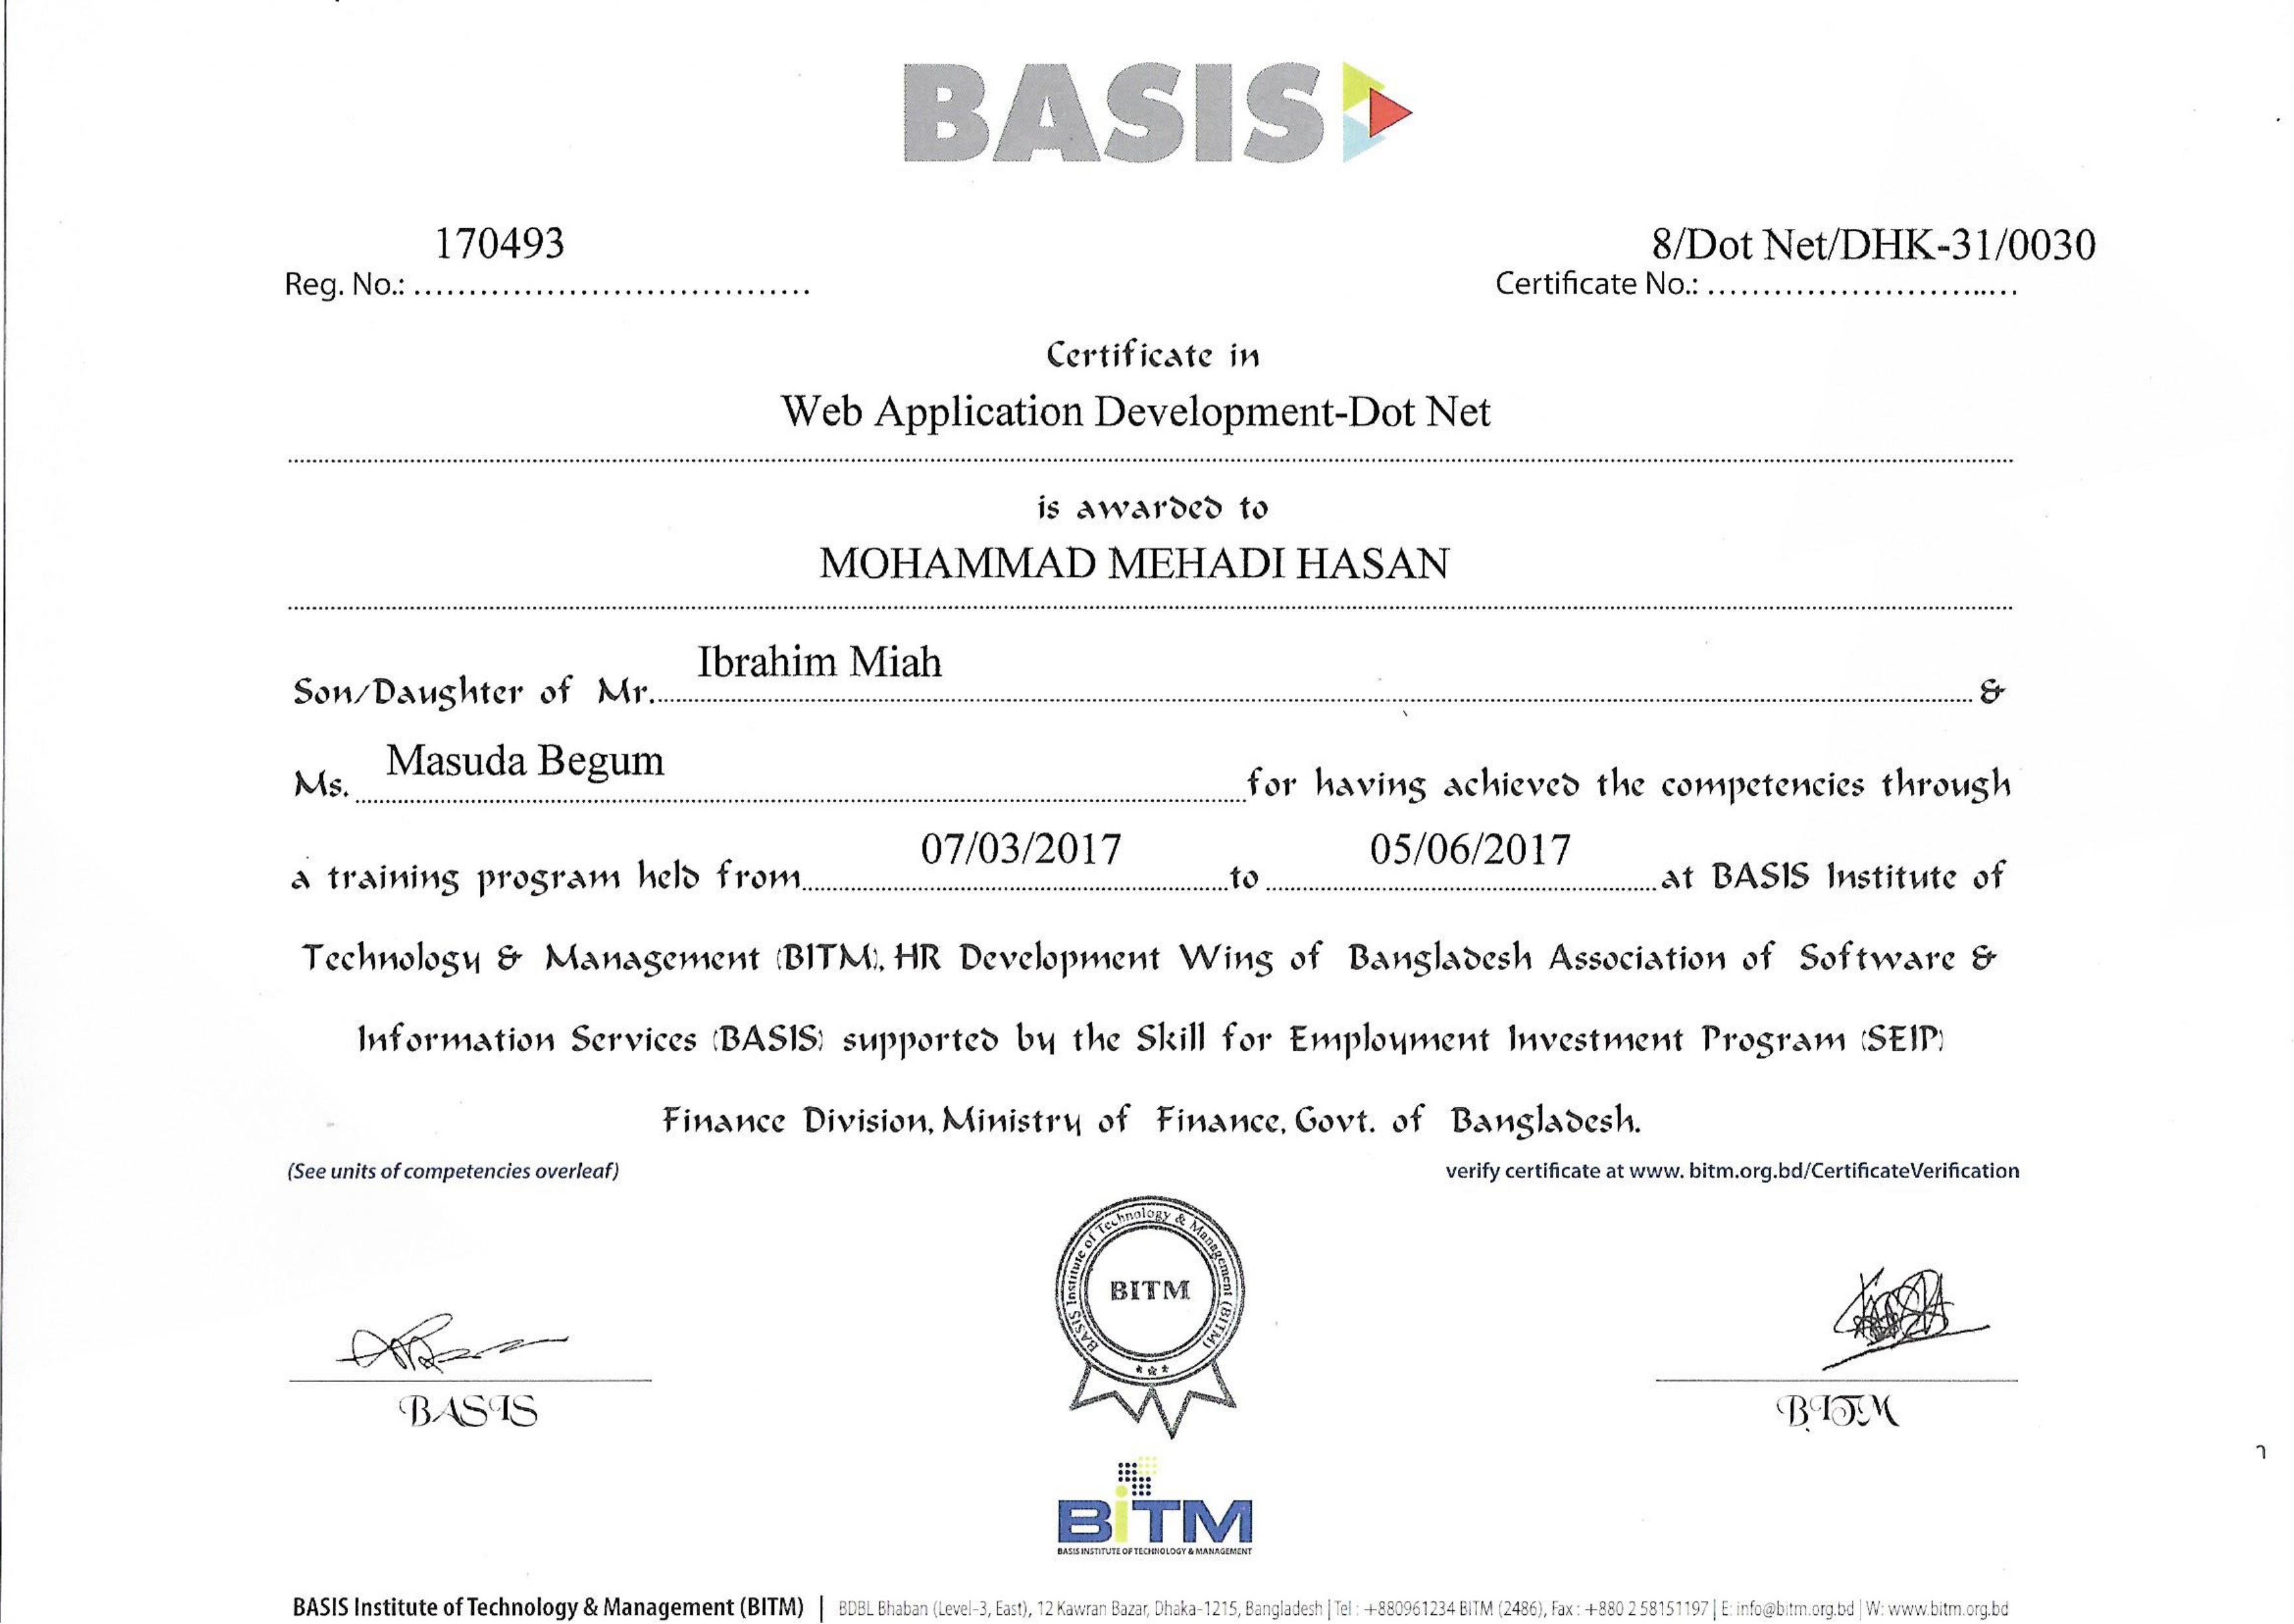 BASIS
170493
Reg. No.: ....................................
8/Dot Net/DHK-31/0030
Certificate No.: .............................
Certificate in
Web Application Development-Dot Net
is awarded to
MOHAMMAD MEHADI HASAN
Ibrahim Miah
Son/Daughter of Mr. &
Masuda Begum
Ms. for having achieved the competencies through
07/03/2017 05/06/2017
a training program held from to at BASIS Institute of
Technology & Management (BITM), HR Development Wing of Bangladesh Association of Software &
Information Services (BASIS) supported by the Skill for Employment Investment Program (SEIP)
Finance Division, Ministry of Finance, Govt. of Bangladesh.
(See units of competencies overleaf)
verify certificate at www. bitm.org.bd/CertificateVerification
BASIS Institute of Technology & Management (BITM)
BITM
BASIS
BITM
BiTM
BASIS INSTITUTE OF TECHNOLOGY & MANAGEMENT
BASIS Institute of Technology & Management (BITM) | BDBL Bhaban (Level-3, East), 12 Kawran Bazar, Dhaka-1215, Bangladesh | Tel : +880961234 BITM (2486), Fax : +880 2 58151197 | E: info@bitm.org.bd | W: www.bitm.org.bd